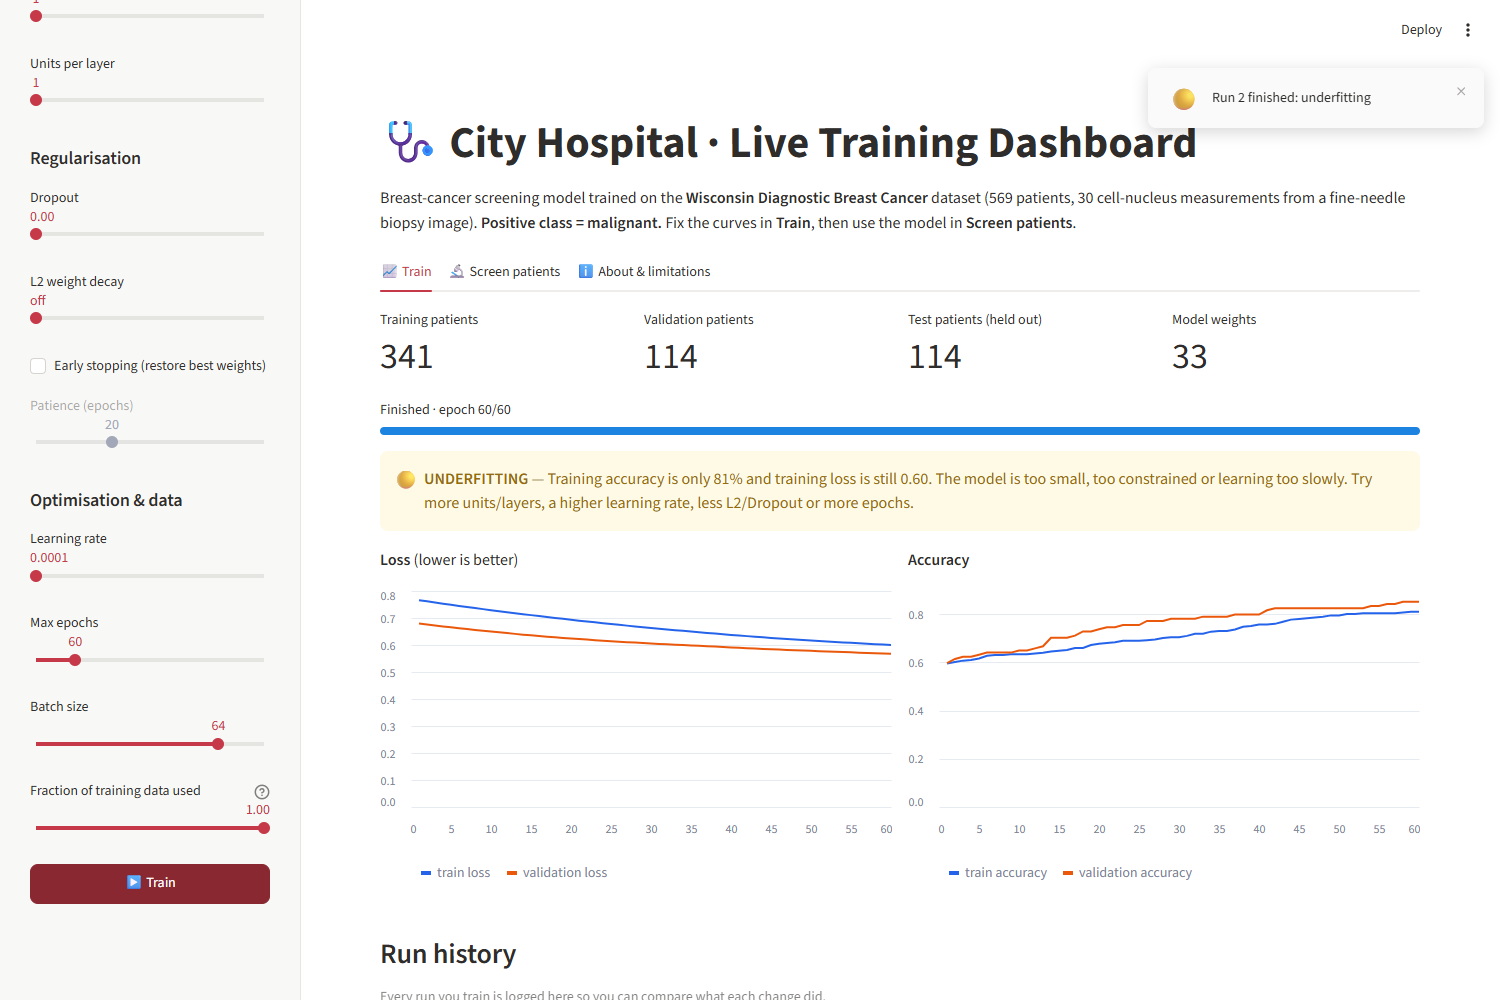 1
Units per layer
1
Regularisation
Dropout
0.00
L2 weight decay
off
Early stopping (restore best weights)
Patience (epochs)
20
Optimisation & data
Learning rate
0.0001
Max epochs
60
Batch size
64
Fraction of training data used
1.00
Train
Deploy
Run 2 finished: underfitting
City Hospital · Live Training Dashboard
Breast-cancer screening model trained on the Wisconsin Diagnostic Breast Cancer dataset (569 patients, 30 cell-nucleus measurements from a fine-needle
biopsy image). Positive class = malignant. Fix the curves in Train, then use the model in Screen patients.
Train Screen patients About & limitations
Training patients Validation patients Test patients (held out) Model weights
341 114 114 33
Finished · epoch 60/60
UNDERFITTING — Training accuracy is only 81% and training loss is still 0.60. The model is too small, too constrained or learning too slowly. Try
more units/layers, a higher learning rate, less L2/Dropout or more epochs.
Loss (lower is better)
0.8
0.7
0.6
0.5
0.4
0.3
0.2
0.1
0.0
0 5 10 15 20 25 30 35 40 45 50 55 60
train loss validation loss
Accuracy
0.8
0.6
0.4
0.2
0.0
0 5 10 15 20 25 30 35 40 45 50 55 60
train accuracy validation accuracy
Run history
Every run you train is logged here so you can compare what each change did.